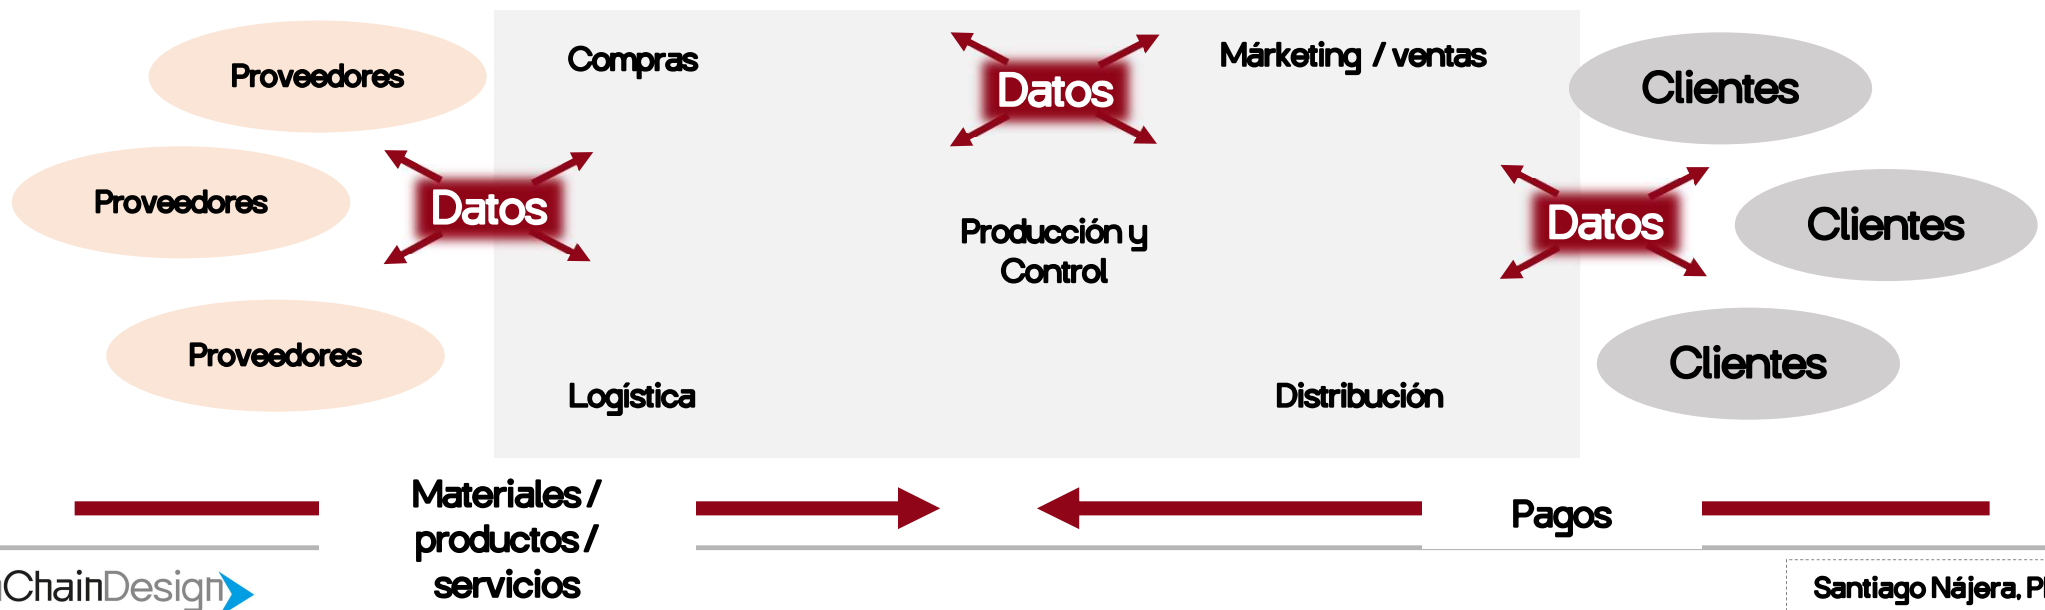 Proveedores
Proveedores
Proveedores
Datos
Compras
Logística
Datos
Producción y
Control
Márketing / ventas
Distribución
Datos
Clientes
Clientes
Clientes
Materiales /
productos /
servicios
Pagos
ChainDesign
Santiago Nájera,